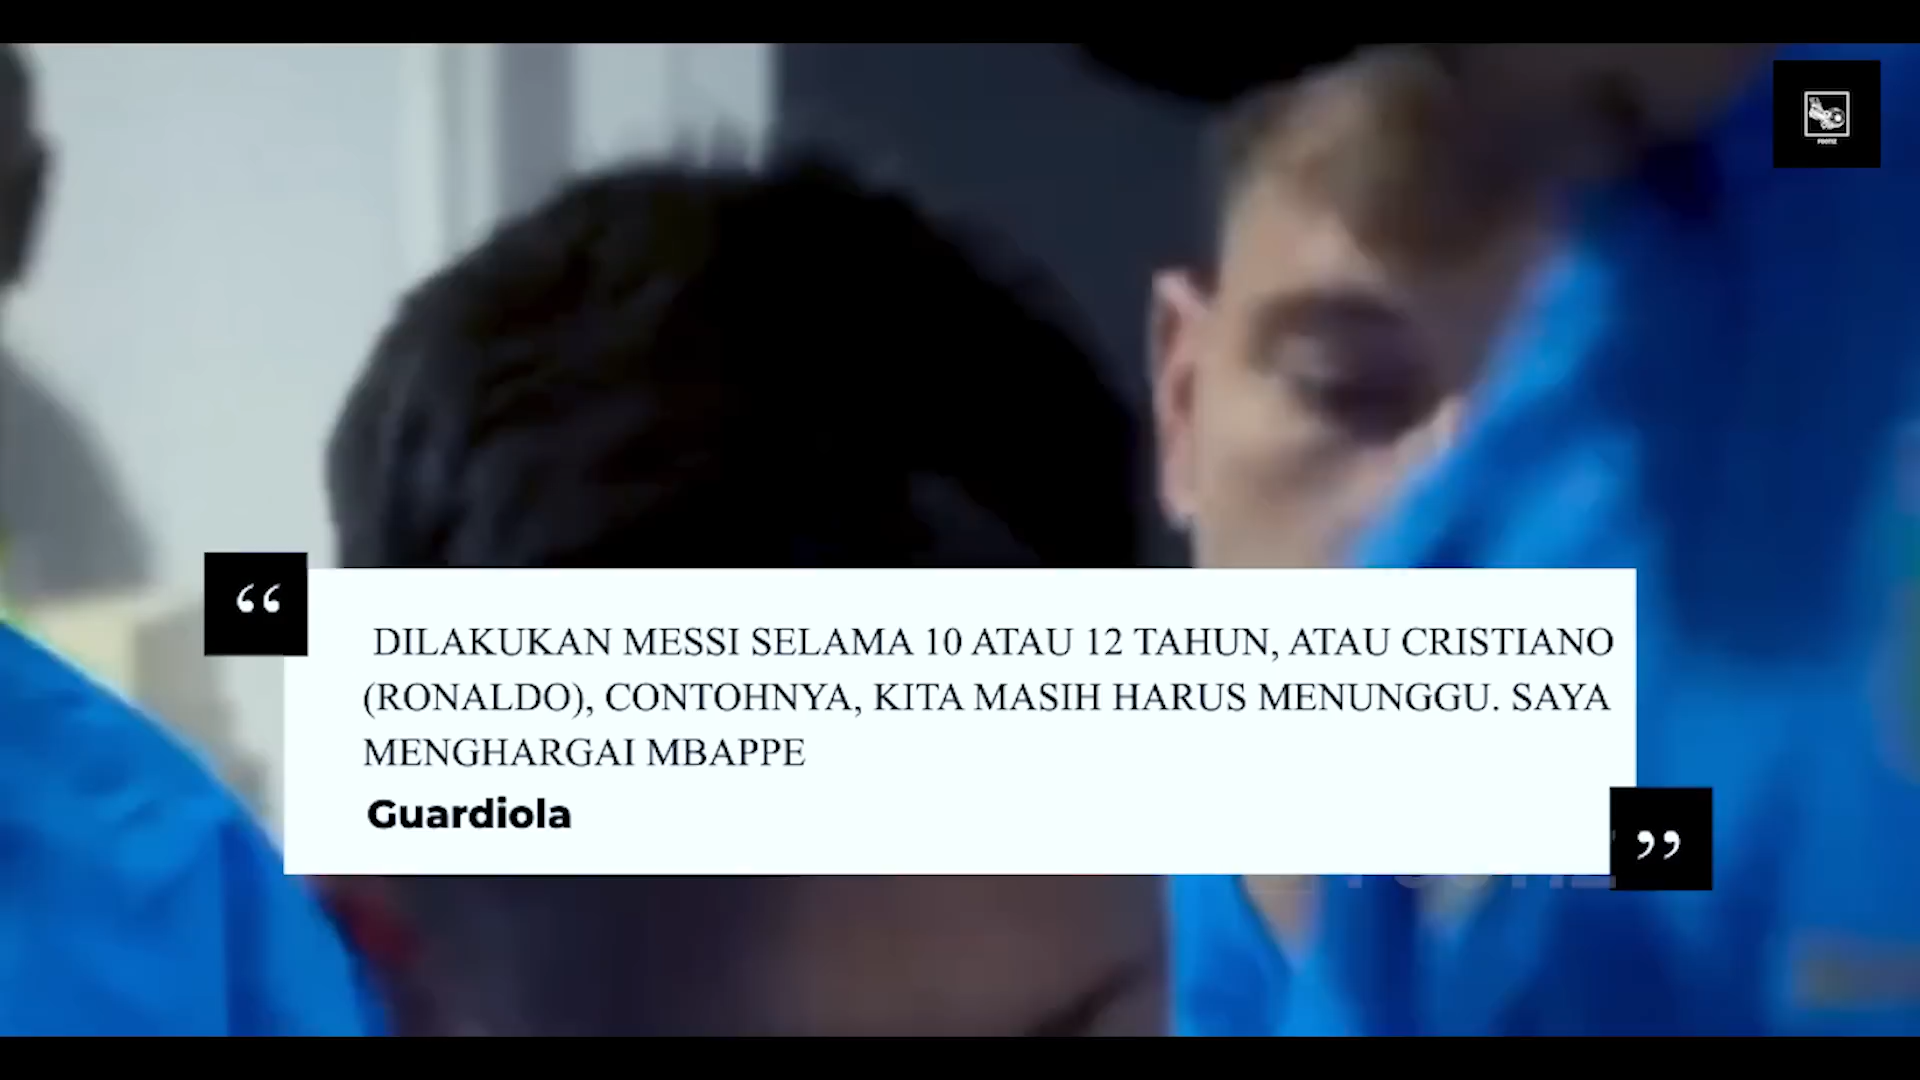 FOOTIZ
“
DILAKUKAN MESSI SELAMA 10 ATAU 12 TAHUN, ATAU CRISTIANO
(RONALDO), CONTOHNYA, KITA MASIH HARUS MENUNGGU. SAYA
MENGHARGAI MBAPPE
Guardiola
”